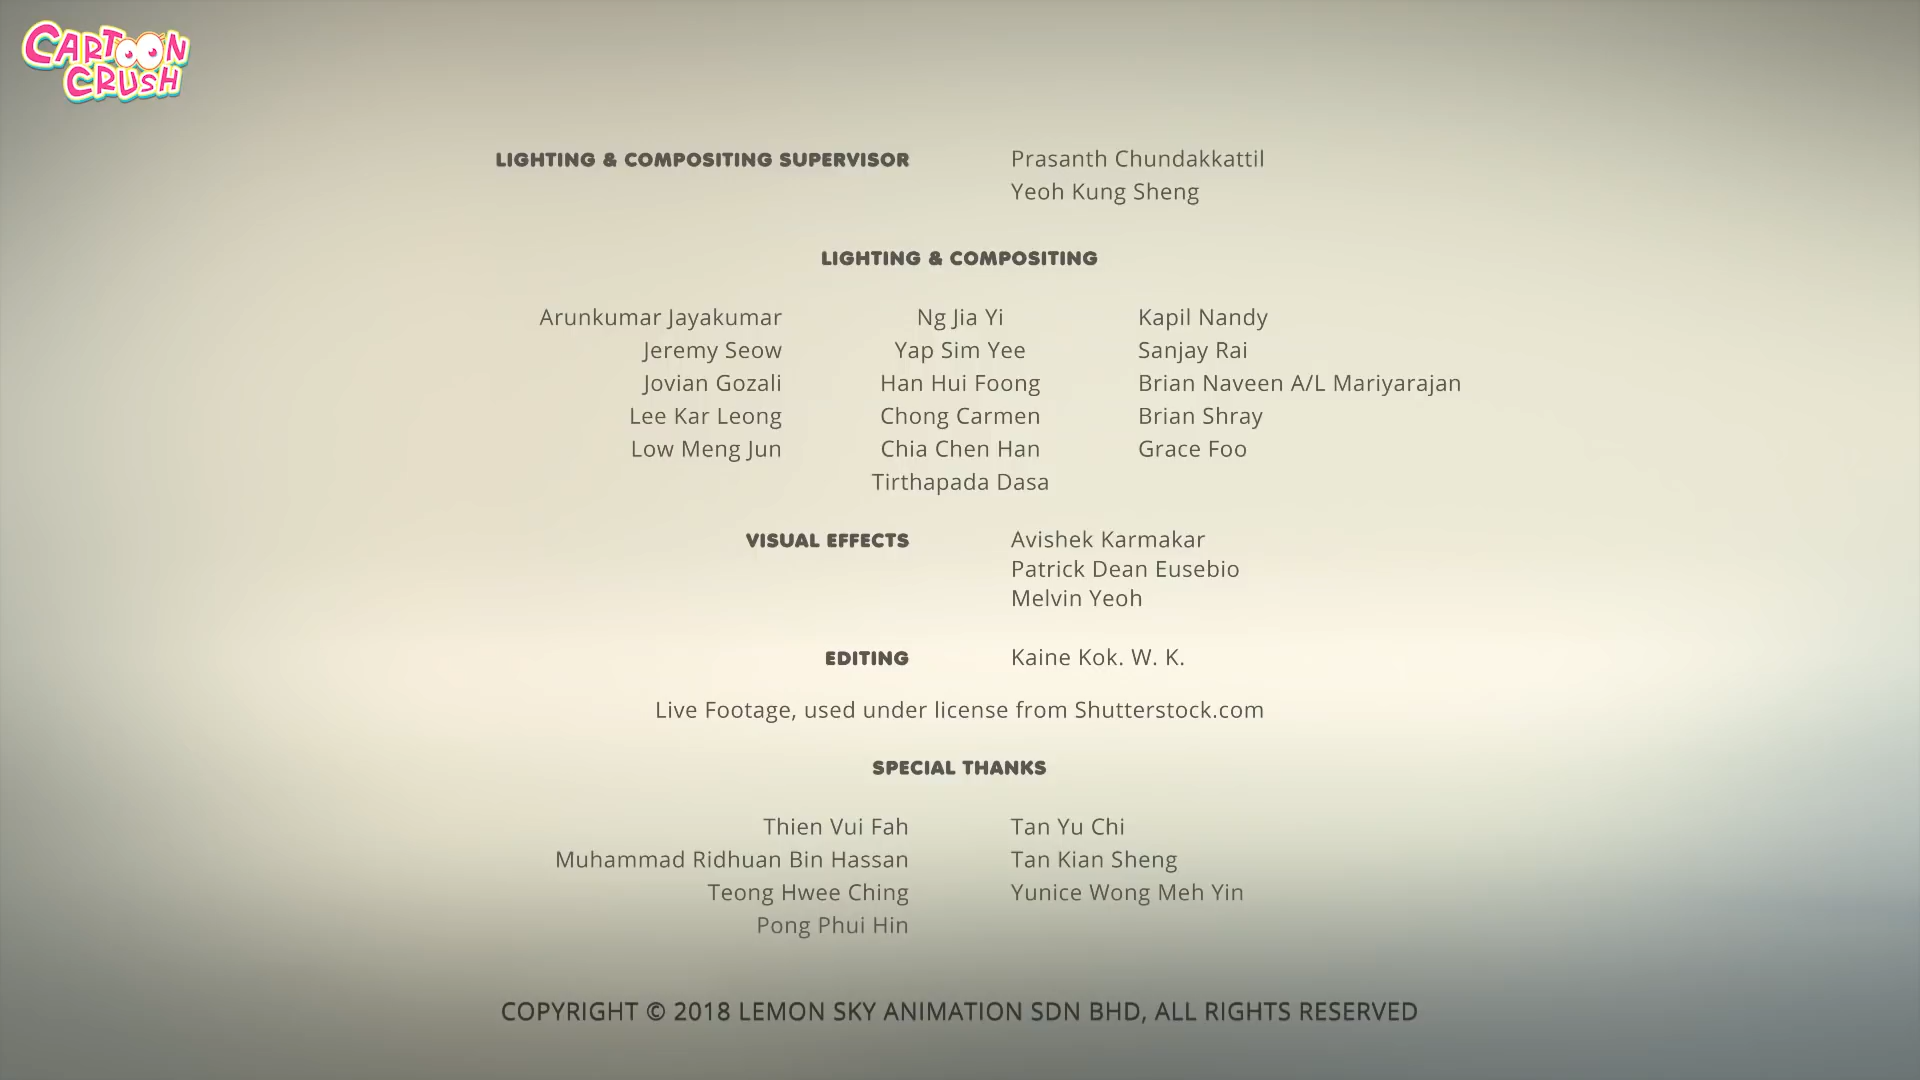 CARTOON
CRUSH
LIGHTING & COMPOSITING SUPERVISOR Prasanth Chundakkattil
Yeoh Kung Sheng
LIGHTING & COMPOSITING
Arunkumar Jayakumar Ng Jia Yi Kapil Nandy
Jeremy Seow Yap Sim Yee Sanjay Rai
Jovian Gozali Han Hui Foong Brian Naveen A/L Mariyarajan
Lee Kar Leong Chong Carmen Brian Shray
Low Meng Jun Chia Chen Han Grace Foo
Tirthapada Dasa
VISUAL EFFECTS Avishek Karmakar
Patrick Dean Eusebio
Melvin Yeoh
EDITING Kaine Kok. W. K.
Live Footage, used under license from Shutterstock.com
SPECIAL THANKS
Thien Vui Fah Tan Yu Chi
Muhammad Ridhuan Bin Hassan Tan Kian Sheng
Teong Hwee Ching Yunice Wong Meh Yin
Pong Phui Hin
COPYRIGHT © 2018 LEMON SKY ANIMATION SDN BHD, ALL RIGHTS RESERVED